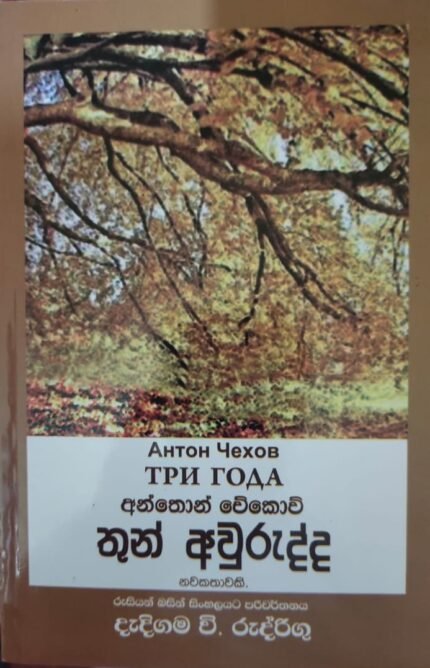 Антон Чехов
ТРИ ГОДА
අන්තොන් චේකොව්
තුන් අවුරුද්ද
නවකතාවකි.
රුසියන් බසින් සිංහලයට පරිවර්තනය
දැදිගම වි. රුද්රිගු